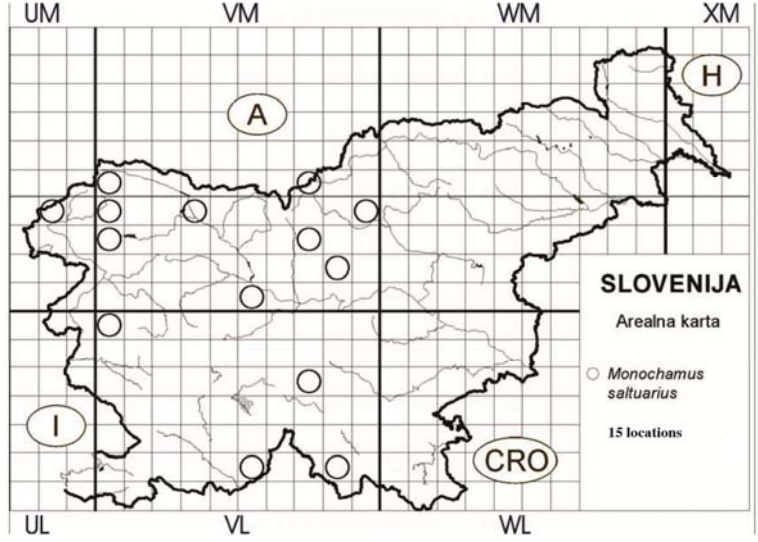 UM VM WM XM
H
A
SLOVENIJA
Arealna karta
Monochamus
saltuarius
15 locations
I
CRO
UL VL WL